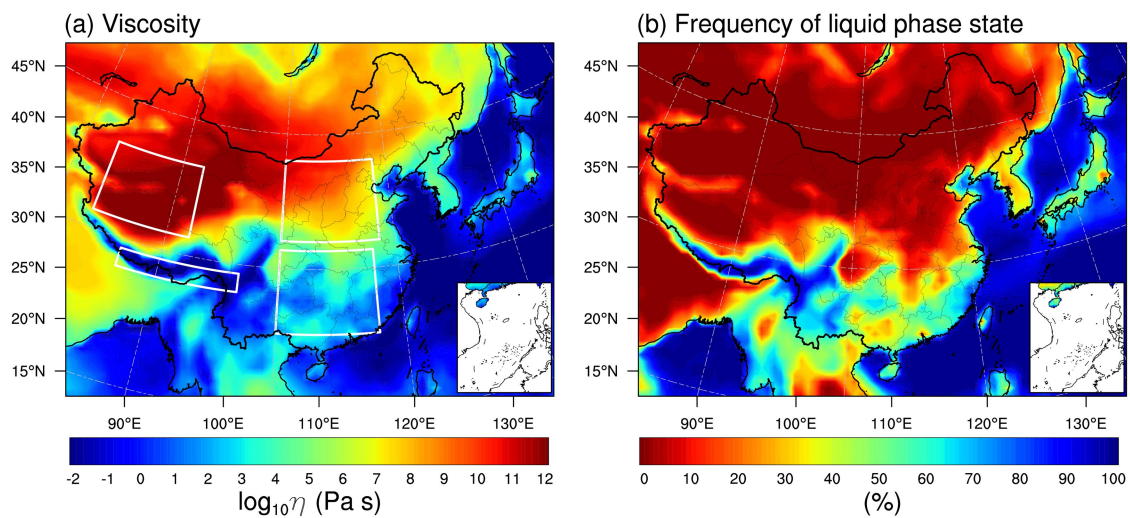 (a) Viscosity
(b) Frequency of liquid phase state
45°N
40°N
35°N
30°N
25°N
20°N
15°N
90°E 100°E 110°E 120°E 130°E
-2 -1 0 1 2 3 4 5 6 7 8 9 10 11 12
log₁₀η (Pa s)
45°N
40°N
35°N
30°N
25°N
20°N
15°N
90°E 100°E 110°E 120°E 130°E
0 10 20 30 40 50 60 70 80 90 100
(%)